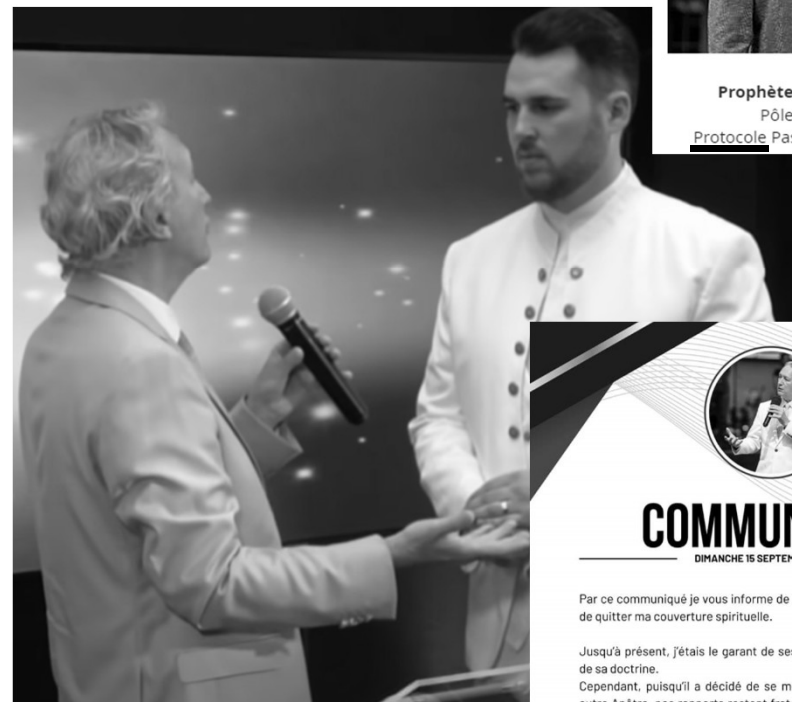 Prophète
Pôle
Protocole Pas
COMMUN
DIMANCHE 15 SEPTEM
Par ce communiqué je vous informe de
de quitter ma couverture spirituelle.
Jusqu'à présent, j'étais le garant de ses
de sa doctrine.
Cependant, puisqu'il a décidé de se m